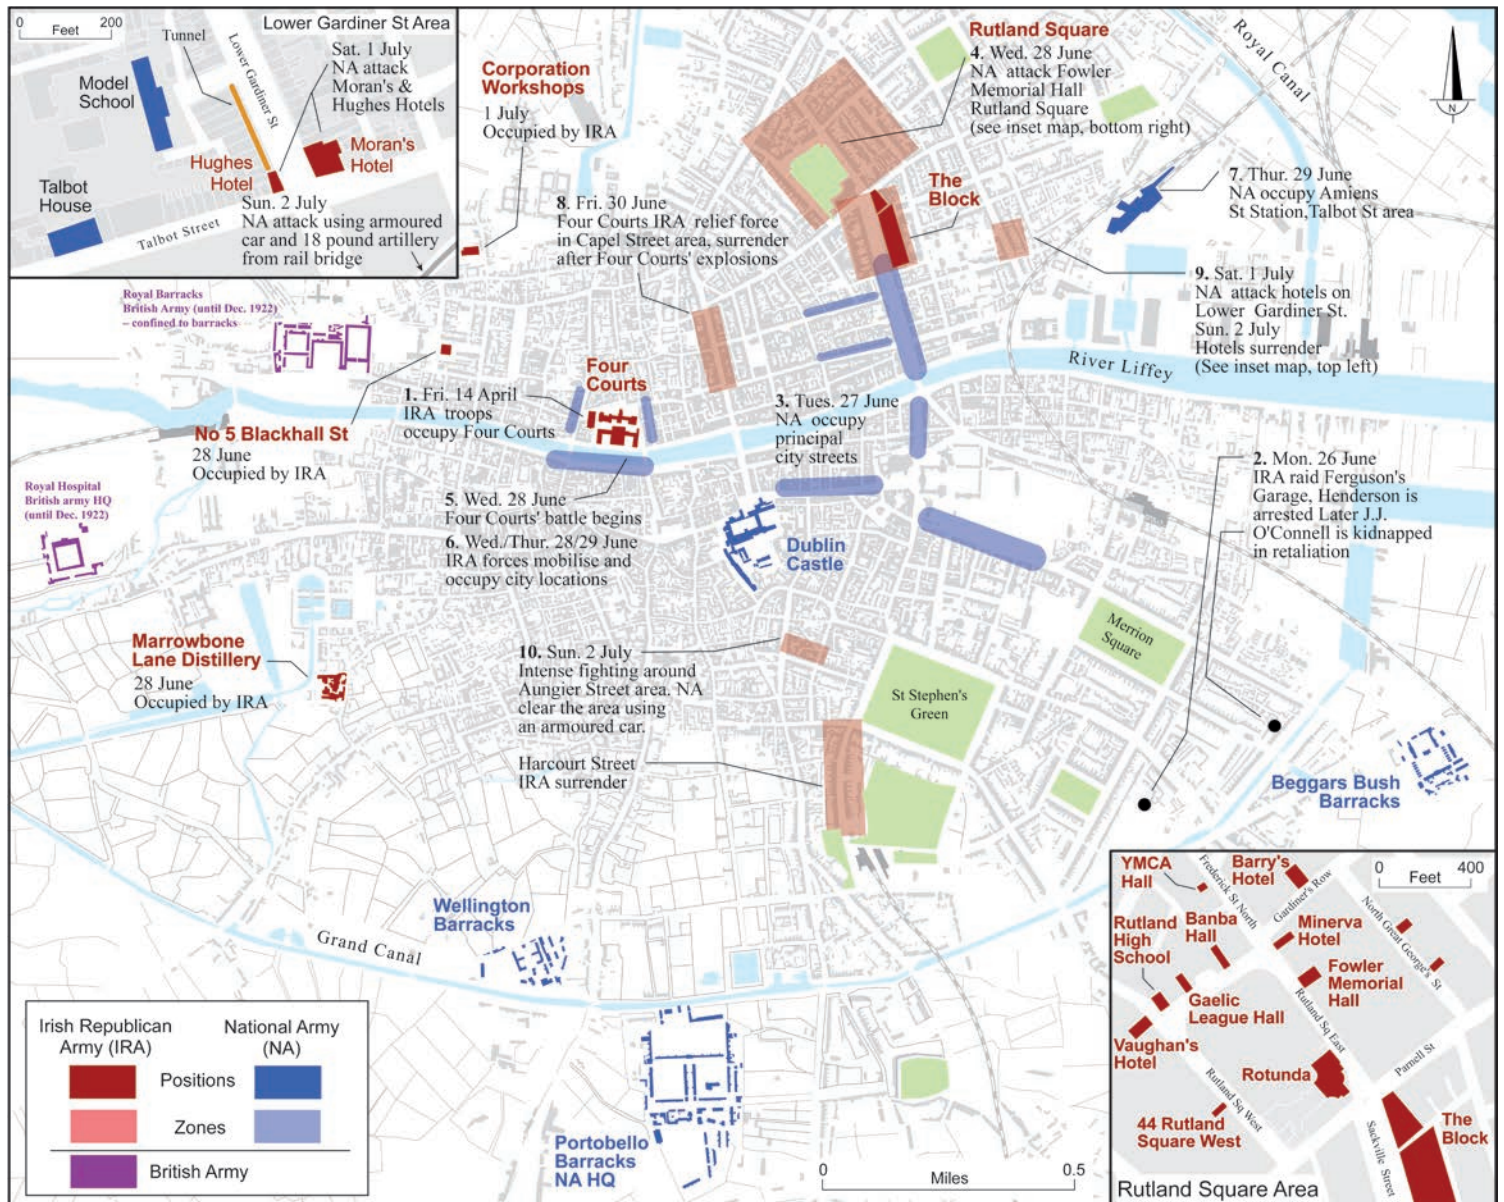 0
200
Feet
Lower Gardiner St Area
Tunnel
Lower Gardiner St
Sat. 1 July
NA attack
Moran's &
Hughes Hotels
Model
School
Hughes
Hotel
Moran's
Hotel
Talbot
House
Talbot Street
Sun. 2 July
NA attack using armoured
car and 18 pound artillery
from rail bridge
Corporation
Workshops
1 July
Occupied by IRA
Rutland Square
4. Wed. 28 June
NA attack Fowler
Memorial Hall
Rutland Square
(see inset map, bottom right)
Royal Canal
N
The
Block
7. Thur. 29 June
NA occupy Amiens
St Station,Talbot St area
8. Fri. 30 June
Four Courts IRA relief force
in Capel Street area, surrender
after Four Courts' explosions
9. Sat. 1 July
NA attack hotels on
Lower Gardiner St.
Sun. 2 July
Hotels surrender
(See inset map, top left)
Royal Barracks
British Army (until Dec. 1922)
– confined to barracks
River Liffey
Four
Courts
1. Fri. 14 April
IRA troops
occupy Four Courts
3. Tues. 27 June
NA occupy
principal
city streets
No 5 Blackhall St
28 June
Occupied by IRA
2. Mon. 26 June
IRA raid Ferguson's
Garage, Henderson is
arrested Later J.J.
O'Connell is kidnapped
in retaliation
Royal Hospital
British army HQ
(until Dec. 1922)
5. Wed. 28 June
Four Courts' battle begins
6. Wed./Thur. 28/29 June
IRA forces mobilise and
occupy city locations
Dublin
Castle
Marrowbone
Lane Distillery
28 June
Occupied by IRA
Merrion
Square
10. Sun. 2 July
Intense fighting around
Aungier Street area. NA
clear the area using
an armoured car.
St Stephen's
Green
Harcourt Street
IRA surrender
Beggars Bush
Barracks
Wellington
Barracks
Grand Canal
Portobello
Barracks
NA HQ
0
0.5
Miles
Irish Republican
Army (IRA)
National Army
(NA)
Positions
Zones
British Army
YMCA
Hall
Frederick St North
Barry's
Hotel
Gardiner's Row
0
400
Feet
Rutland
High
School
Banba
Hall
Minerva
Hotel
North Great George's St
Fowler
Memorial
Hall
Gaelic
League Hall
Rutland Sq East
Vaughan's
Hotel
Rotunda
Parnell St
Rutland Sq West
44 Rutland
Square West
Sackville Street
The
Block
Rutland Square Area